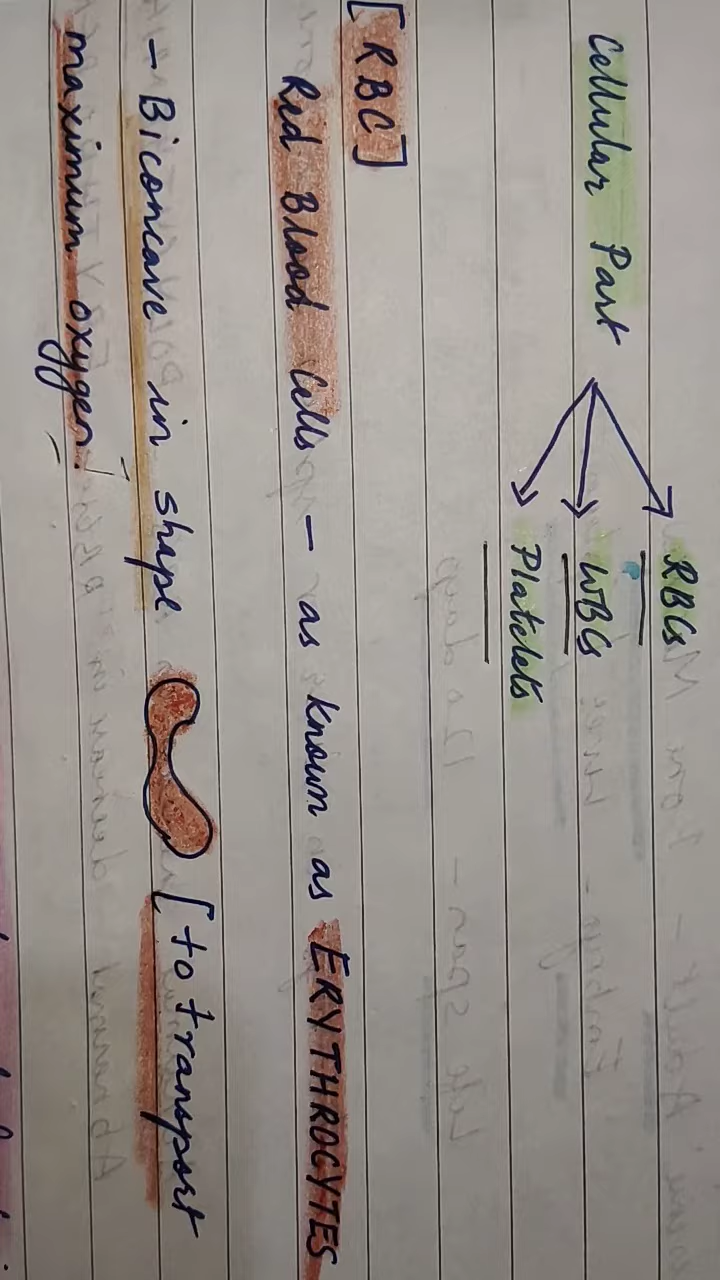 RBCs
Cellular Part WBCs
Platelets
[RBC]
Red Blood Cells – as known as ERYTHROCYTES
– Biconcave in shape [to transport
maximum oxygen.